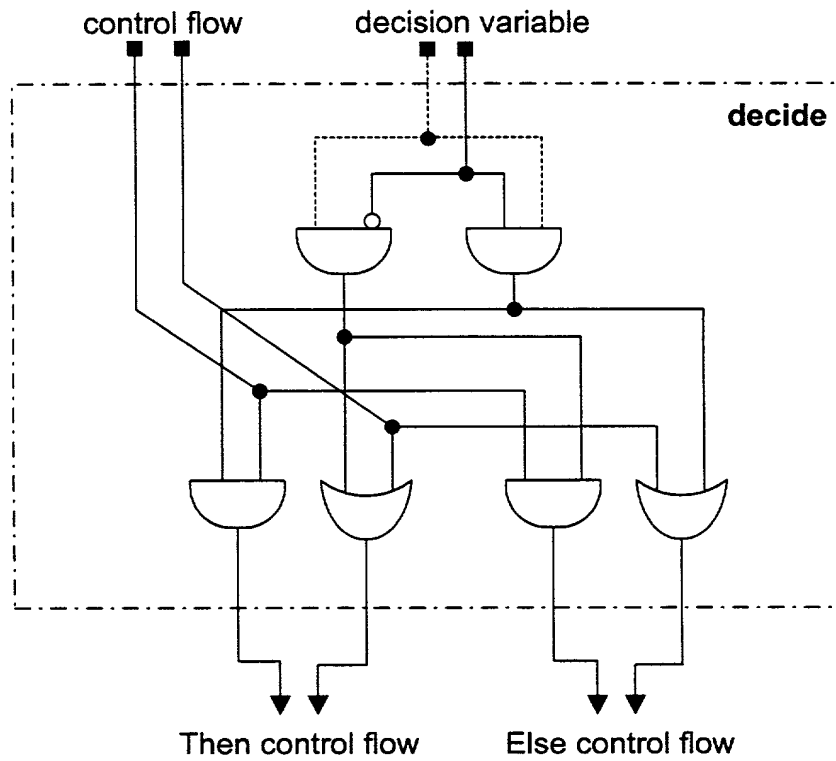 control flow
decision variable
decide
Then control flow
Else control flow